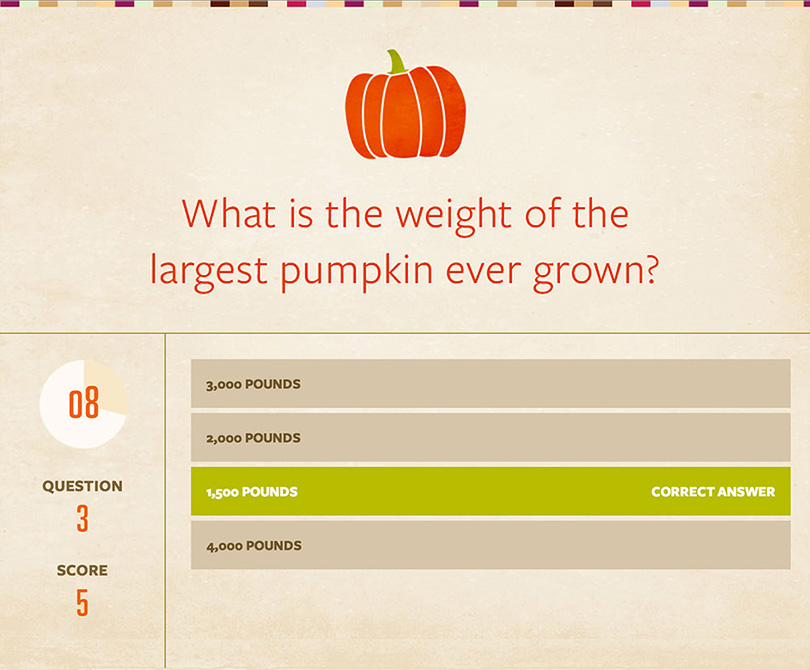 What is the weight of the
largest pumpkin ever grown?
08
QUESTION
3
SCORE
5
3,000 POUNDS
2,000 POUNDS
1,500 POUNDS CORRECT ANSWER
4,000 POUNDS